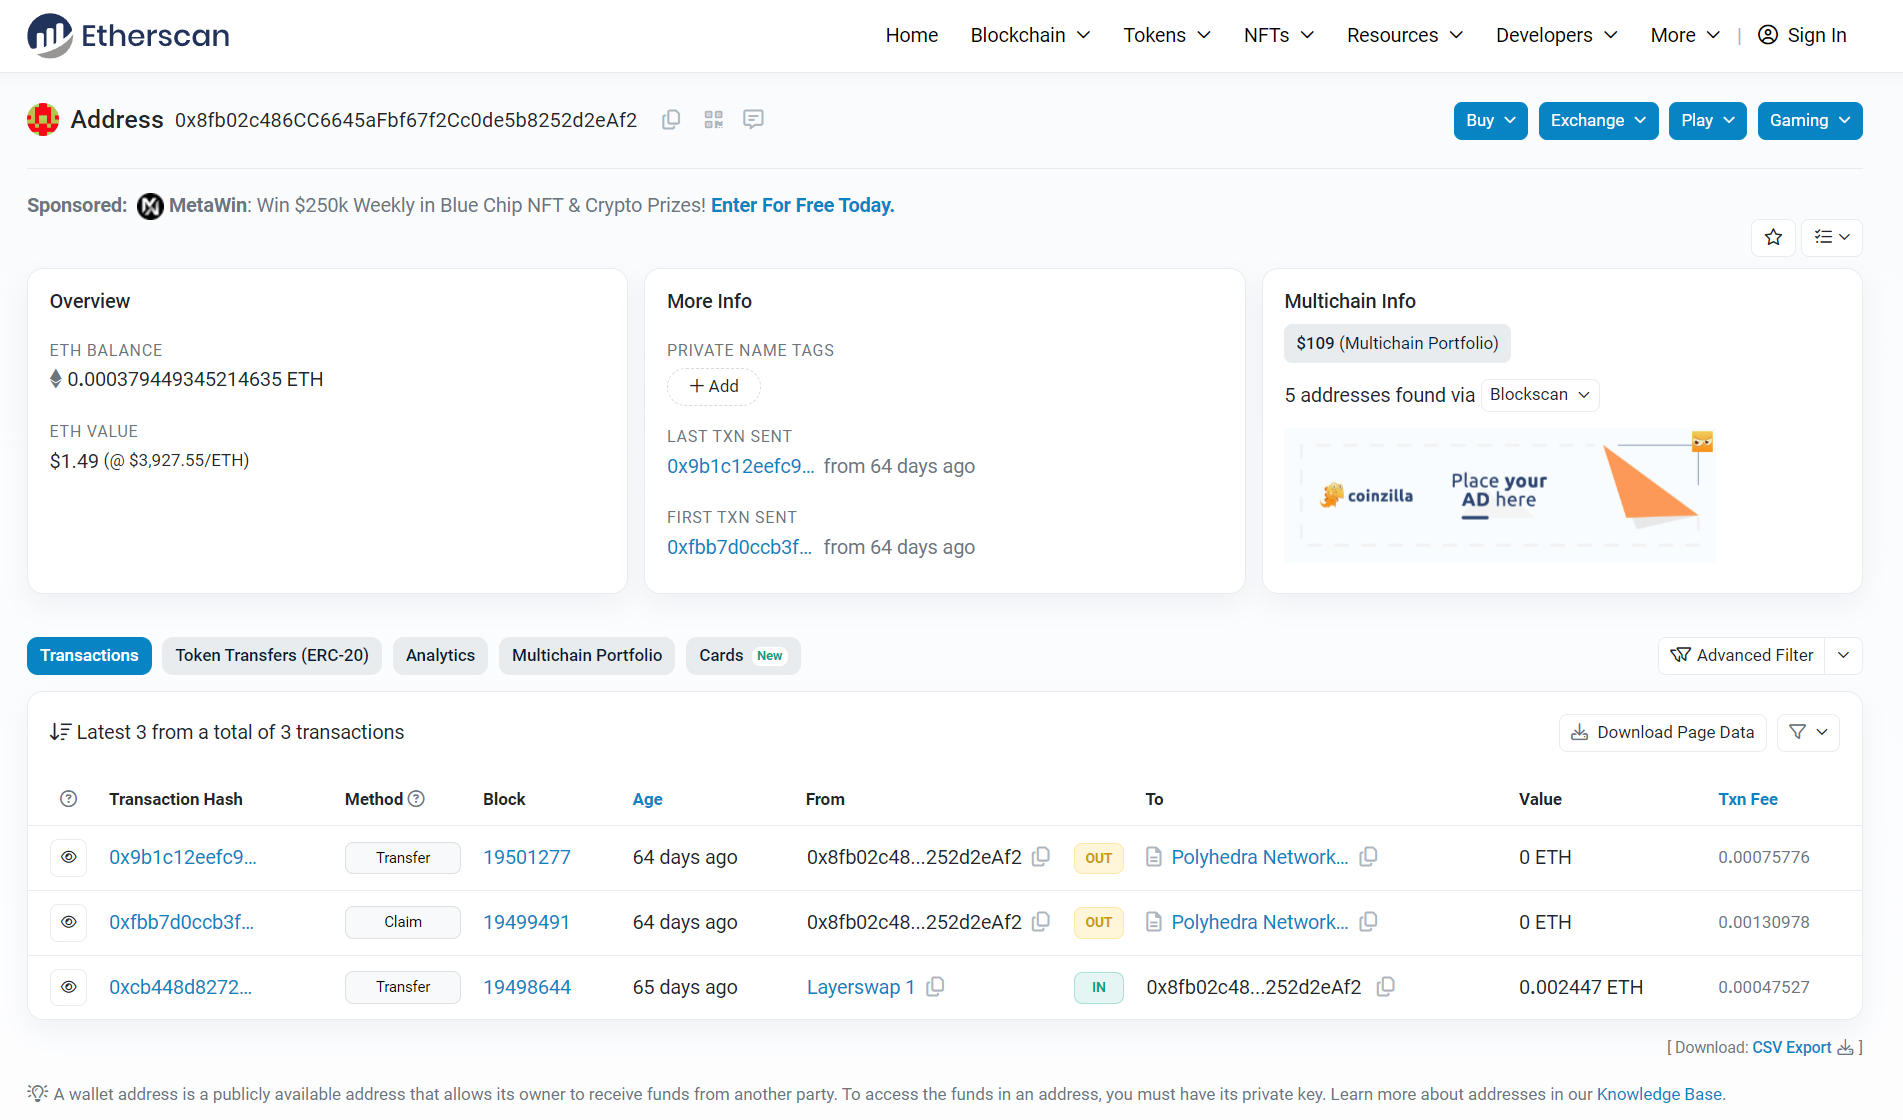 Etherscan
Home Blockchain Tokens NFTs Resources Developers More | Sign In
Address 0x8fb02c486CC6645aFbf67f2Cc0de5b8252d2eAf2
Buy Exchange Play Gaming
Sponsored: MetaWin: Win $250k Weekly in Blue Chip NFT & Crypto Prizes! Enter For Free Today.
Overview
ETH BALANCE
0.000379449345214635 ETH
ETH VALUE
$1.49 (@ $3,927.55/ETH)
More Info
PRIVATE NAME TAGS
+ Add
LAST TXN SENT
0x9b1c12eefc9... from 64 days ago
FIRST TXN SENT
0xfbb7d0ccb3f... from 64 days ago
Multichain Info
$109 (Multichain Portfolio)
5 addresses found via Blockscan
coinzilla
Place your
AD here
Transactions Token Transfers (ERC-20) Analytics Multichain Portfolio Cards New
Advanced Filter
Latest 3 from a total of 3 transactions
Download Page Data
Transaction Hash Method Block Age From To Value Txn Fee
0x9b1c12eefc9... Transfer 19501277 64 days ago 0x8fb02c48...252d2eAf2 OUT Polyhedra Network... 0 ETH 0.00075776
0xfbb7d0ccb3f... Claim 19499491 64 days ago 0x8fb02c48...252d2eAf2 OUT Polyhedra Network... 0 ETH 0.00130978
0xcb448d8272... Transfer 19498644 65 days ago Layerswap 1 IN 0x8fb02c48...252d2eAf2 0.002447 ETH 0.00047527
[ Download: CSV Export ]
A wallet address is a publicly available address that allows its owner to receive funds from another party. To access the funds in an address, you must have its private key. Learn more about addresses in our Knowledge Base.